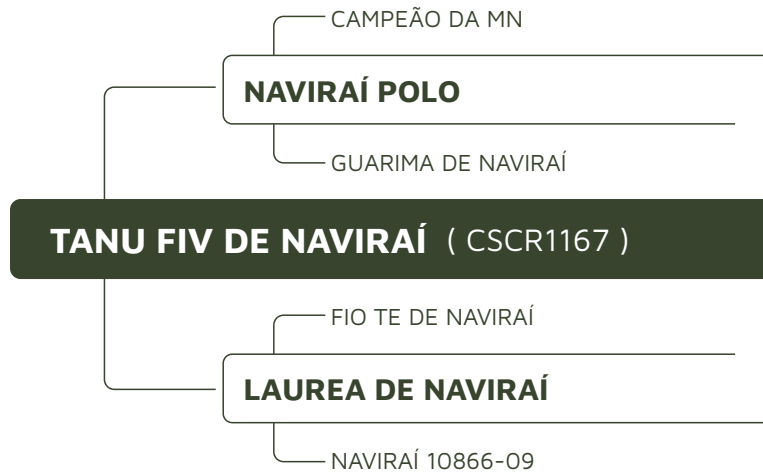 CAMPEÃO DA MN
NAVIRAÍ POLO
GUARIMA DE NAVIRAÍ
TANU FIV DE NAVIRAÍ ( CSCR1167 )
FIO TE DE NAVIRAÍ
LAUREA DE NAVIRAÍ
NAVIRAÍ 10866-09